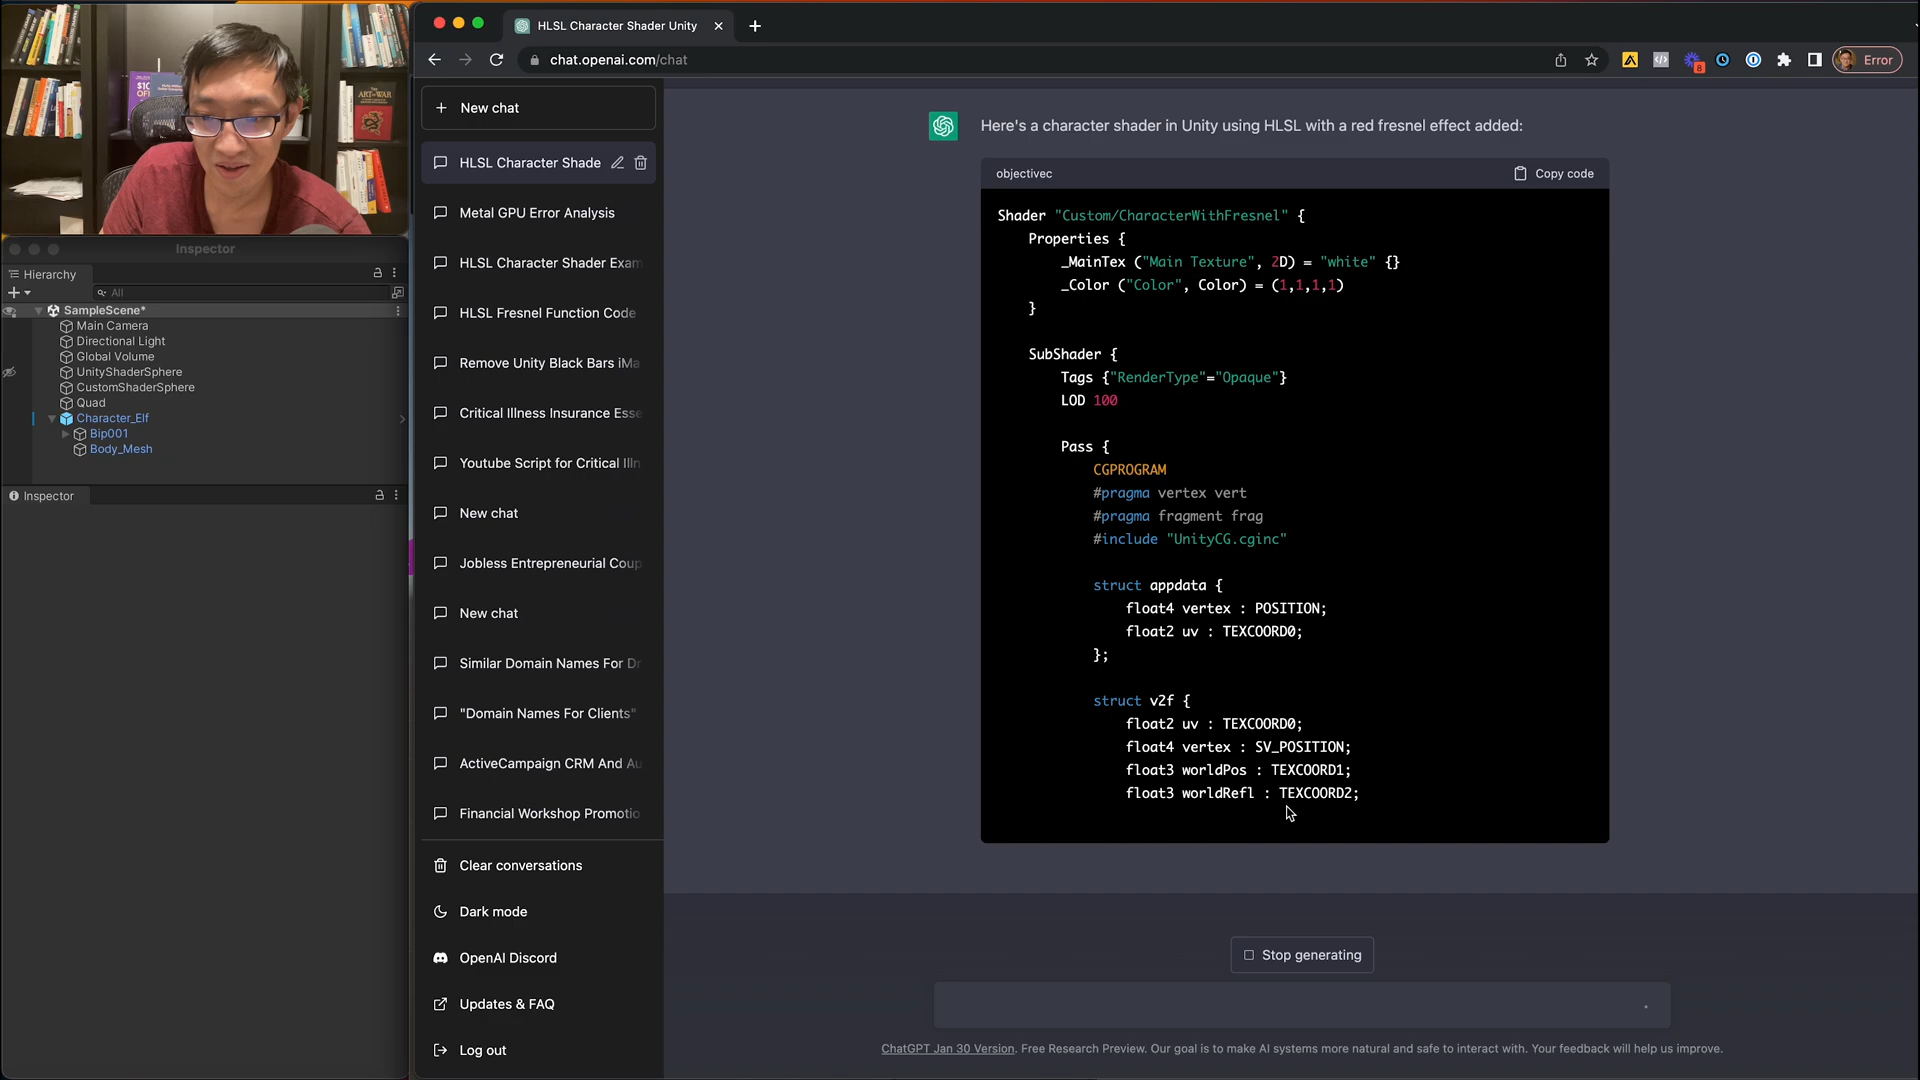 HLSL Character Shader Unity
chat.openai.com/chat
8
Error
$10
OFI
THE
ART OF
WAR
Inspector
Hierarchy
All
SampleScene*
Main Camera
Directional Light
Global Volume
UnityShaderSphere
CustomShaderSphere
Quad
Character_Elf
Bip001
Body_Mesh
Inspector
New chat
HLSL Character Shade
Metal GPU Error Analysis
HLSL Character Shader Exam
HLSL Fresnel Function Code
Remove Unity Black Bars iMa
Critical Illness Insurance Esse
Youtube Script for Critical Illn
New chat
Jobless Entrepreneurial Coup
New chat
Similar Domain Names For Dr
"Domain Names For Clients"
ActiveCampaign CRM And Au
Financial Workshop Promotio
Clear conversations
Dark mode
OpenAI Discord
Updates & FAQ
Log out
Here's a character shader in Unity using HLSL with a red fresnel effect added:
objectivec
Copy code
Shader "Custom/CharacterWithFresnel" {
Properties {
_MainTex ("Main Texture", 2D) = "white" {}
_Color ("Color", Color) = (1,1,1,1)
}
SubShader {
Tags {"RenderType"="Opaque"}
LOD 100
Pass {
CGPROGRAM
#pragma vertex vert
#pragma fragment frag
#include "UnityCG.cginc"
struct appdata {
float4 vertex : POSITION;
float2 uv : TEXCOORD0;
};
struct v2f {
float2 uv : TEXCOORD0;
float4 vertex : SV_POSITION;
float3 worldPos : TEXCOORD1;
float3 worldRefl : TEXCOORD2;
Stop generating
ChatGPT Jan 30 Version. Free Research Preview. Our goal is to make AI systems more natural and safe to interact with. Your feedback will help us improve.